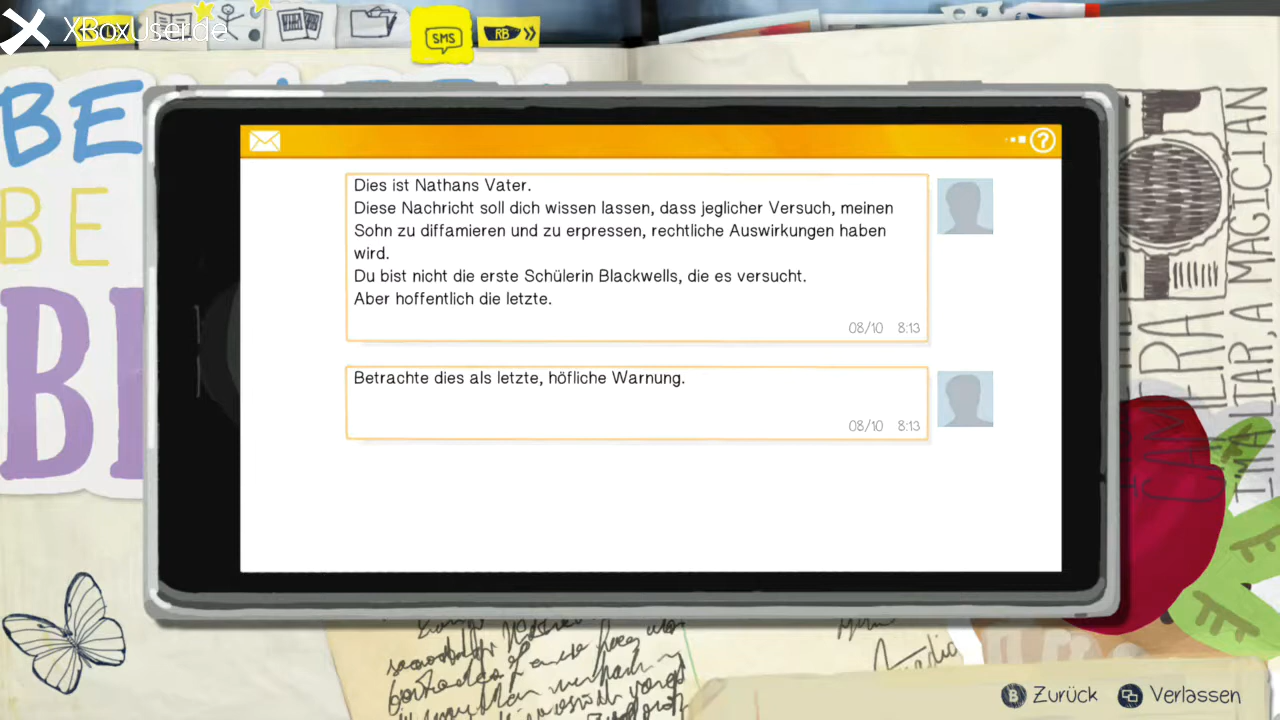 XBoxUser.de
SMS
RB
BE
BE
Dies ist Nathans Vater.
Diese Nachricht soll dich wissen lassen, dass jeglicher Versuch, meinen
Sohn zu diffamieren und zu erpressen, rechtliche Auswirkungen haben
wird.
Du bist nicht die erste Schülerin Blackwells, die es versucht.
Aber hoffentlich die letzte.
08/10 8:13
Betrachte dies als letzte, höfliche Warnung.
08/10 8:13
CAMERA
LIAR, A MAGICIAN
B Zurück
Verlassen